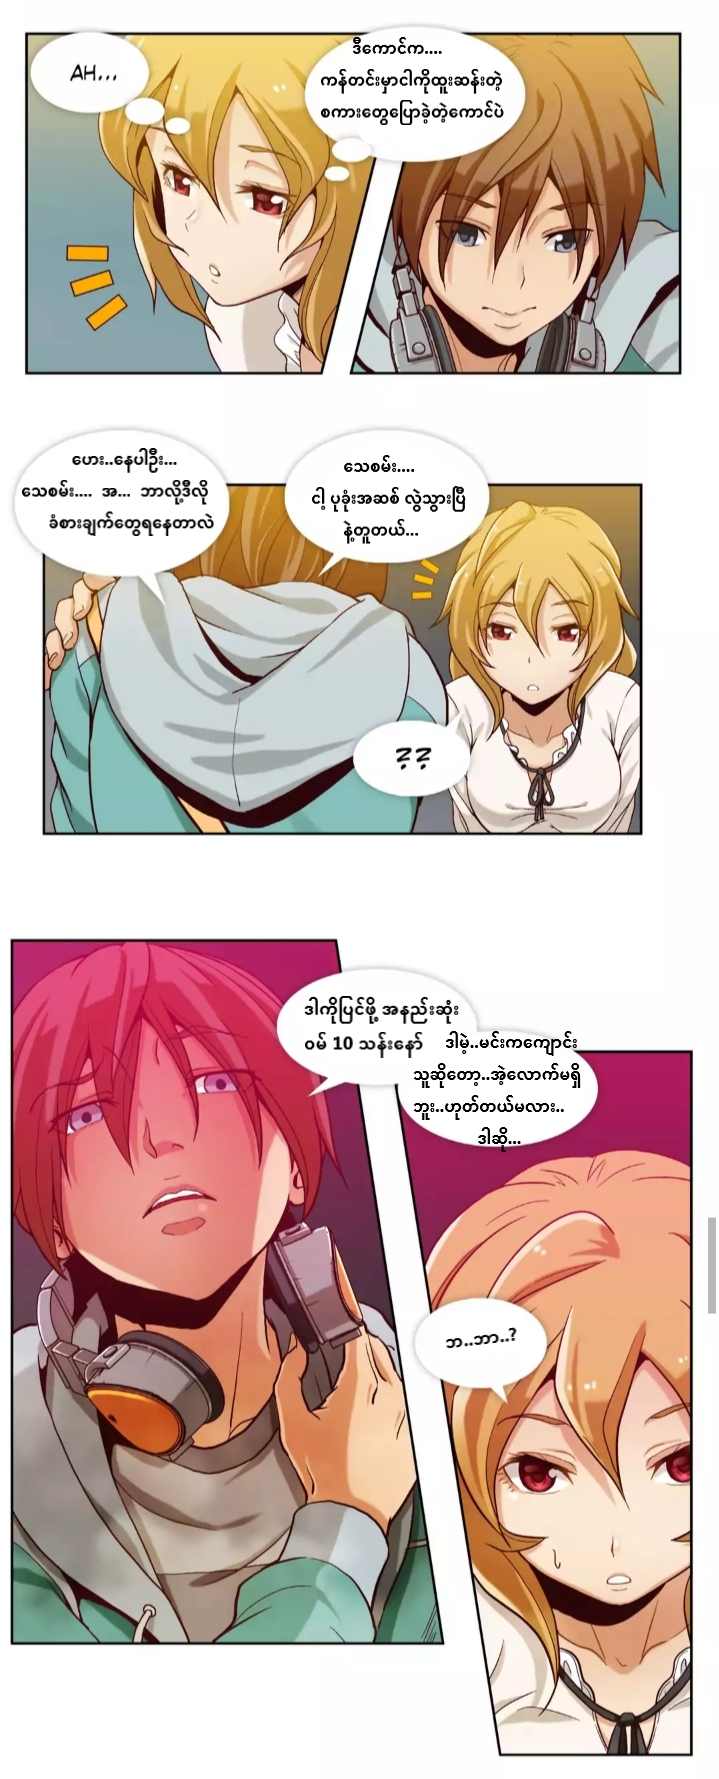 AH...
ဒီကောင်က....
ကန်တင်းမှာငါ့ကိုထူးဆန်းတဲ့
စကားတွေပြောခဲ့တဲ့ကောင်ပဲ
ဟေး..နေပါဦး...
သေစမ်း.... အ... ဘာလို့ဒီလို
ခံစားချက်တွေရနေတာလဲ
သေစမ်း....
ငါ့ ပုခုံးအဆစ် လွဲသွားပြီ
နဲ့တူတယ်...
??
ဒါကိုပြင်ဖို့ အနည်းဆုံး
ဝမ် 10 သန်းနော်
ဒါမဲ့..မင်းကကျောင်း
သူဆိုတော့..အဲ့လောက်မရှိ
ဘူး..ဟုတ်တယ်မလား..
ဒါဆို...
ဘ..ဘာ..?